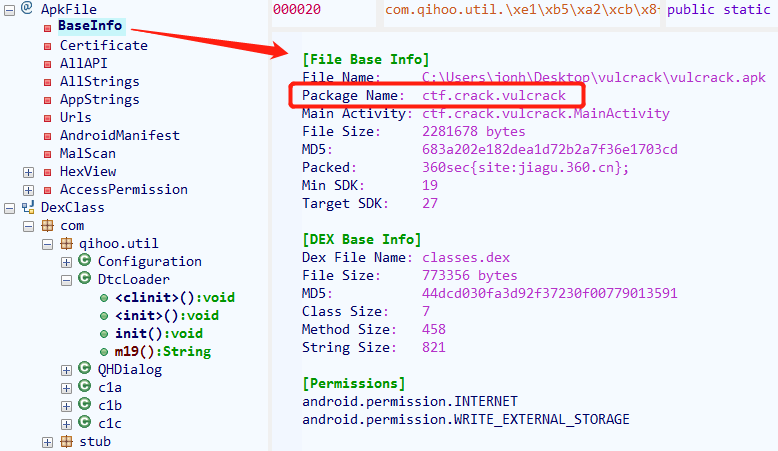 ApkFile
BaseInfo
Certificate
AllAPI
AllStrings
AppStrings
Urls
AndroidManifest
MalScan
HexView
AccessPermission
DexClass
com
qihoo.util
Configuration
DtcLoader
<clinit>():void
<init>():void
init():void
m19():String
QHDialog
c1a
c1b
c1c
stub
000020 com.qihoo.util.\xe1\xb5\xa2\xcb\x8 public static
[File Base Info]
File Name: C:\Users\jonh\Desktop\vulcrack\vulcrack.apk
Package Name: ctf.crack.vulcrack
Main Activity: ctf.crack.vulcrack.MainActivity
File Size: 2281678 bytes
MD5: 683a202e182dea1d72b2a7f36e1703cd
Packed: 360sec{site:jiagu.360.cn};
Min SDK: 19
Target SDK: 27
[DEX Base Info]
Dex File Name: classes.dex
File Size: 773356 bytes
MD5: 44dcd030fa3d92f37230f00779013591
Class Size: 7
Method Size: 458
String Size: 821
[Permissions]
android.permission.INTERNET
android.permission.WRITE_EXTERNAL_STORAGE